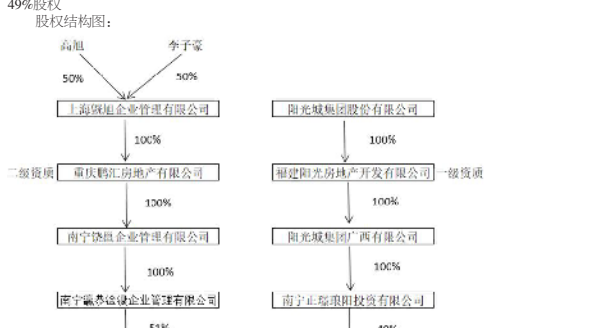 49%股权
股权结构图：
高旭 李子豪
50% 50%
上海暨旭企业管理有限公司 阳光城集团股份有限公司
100% 100%
二级资质 重庆鹏汇房地产有限公司 福建阳光房地产开发有限公司 一级资质
100% 100%
南宁饶 企业管理有限公司 阳光城集团广西有限公司
100% 100%
南宁 企业管理有限公司 南宁正瑶琅阳投资有限公司
51% 49%